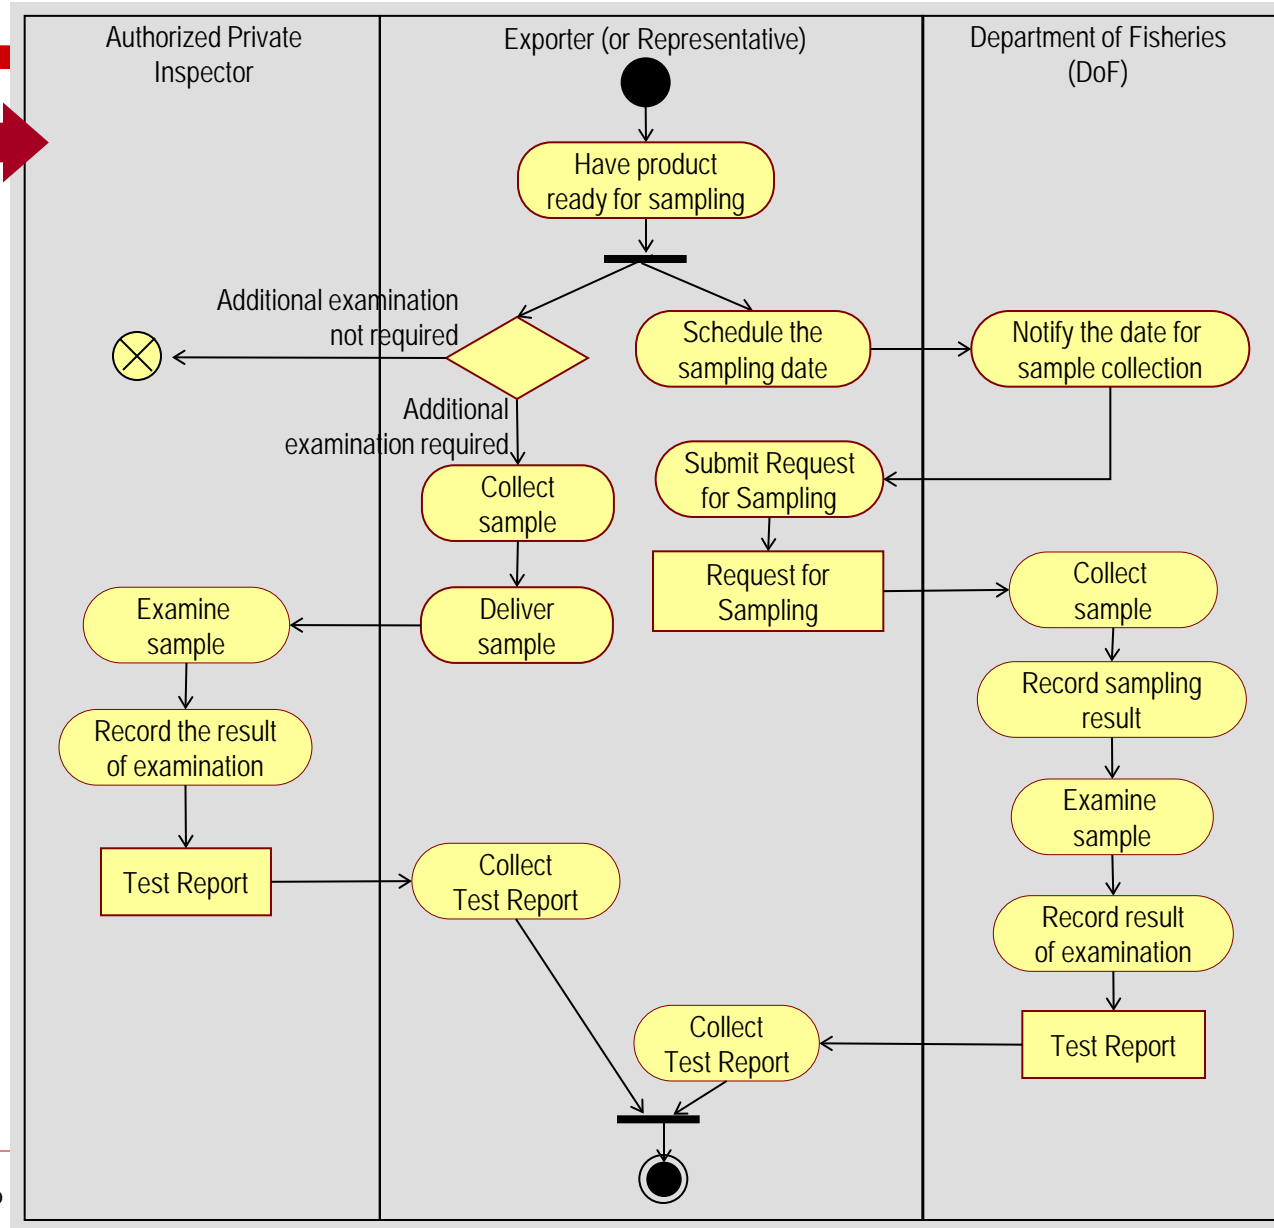 Authorized Private
Inspector
Exporter (or Representative)
Department of Fisheries
(DoF)
Have product
ready for sampling
Additional examination
not required
Schedule the
sampling date
Notify the date for
sample collection
Additional
examination required
Collect
sample
Submit Request
for Sampling
Request for
Sampling
Collect
sample
Examine
sample
Deliver
sample
Record sampling
result
Record the result
of examination
Examine
sample
Test Report
Collect
Test Report
Record result
of examination
Collect
Test Report
Test Report